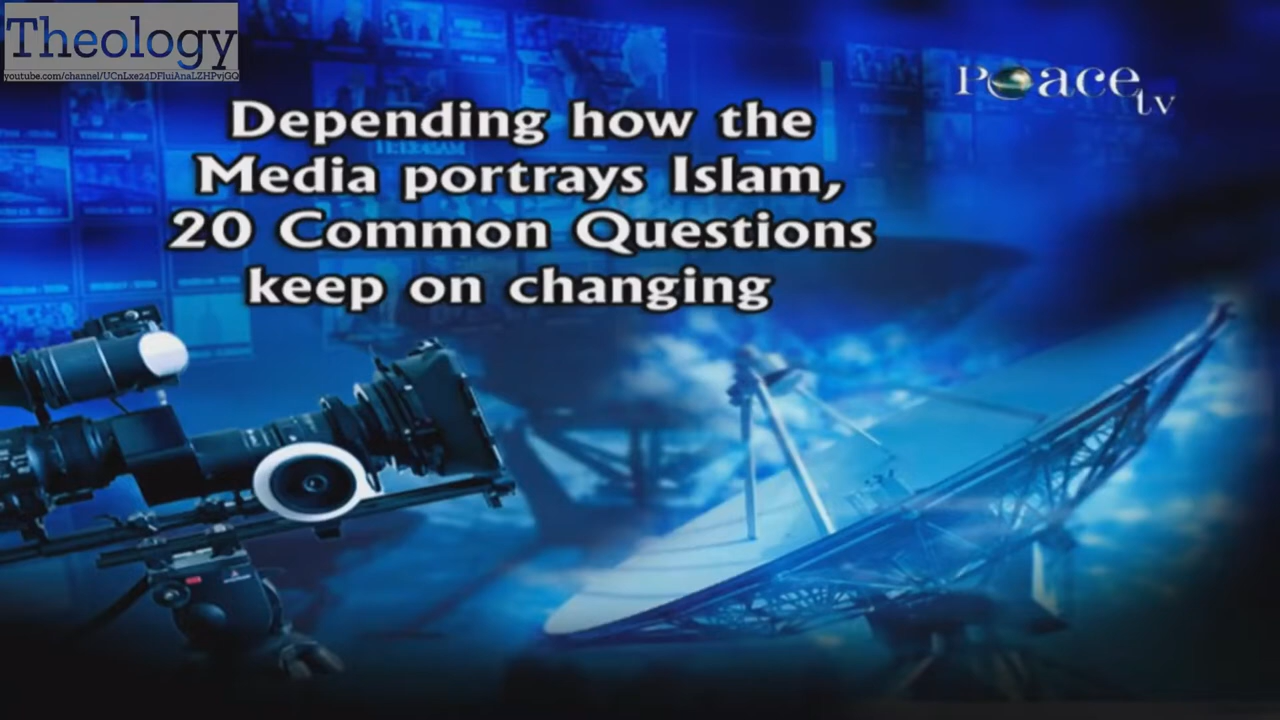 Theology
youtube.com/channel/UCnLxe24DFluiAnaLZHPvjGQ
Peace tv
Depending how the
Media portrays Islam,
20 Common Questions
keep on changing